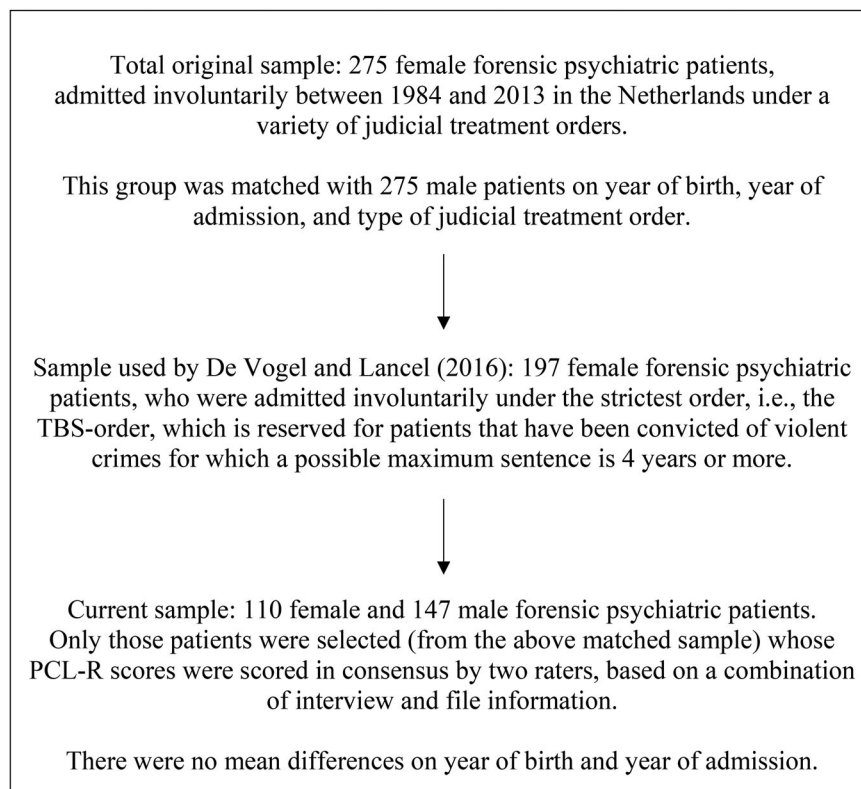 Total original sample: 275 female forensic psychiatric patients,
admitted involuntarily between 1984 and 2013 in the Netherlands under a
variety of judicial treatment orders.
This group was matched with 275 male patients on year of birth, year of
admission, and type of judicial treatment order.
Sample used by De Vogel and Lancel (2016): 197 female forensic psychiatric
patients, who were admitted involuntarily under the strictest order, i.e., the
TBS-order, which is reserved for patients that have been convicted of violent
crimes for which a possible maximum sentence is 4 years or more.
Current sample: 110 female and 147 male forensic psychiatric patients.
Only those patients were selected (from the above matched sample) whose
PCL-R scores were scored in consensus by two raters, based on a combination
of interview and file information.
There were no mean differences on year of birth and year of admission.